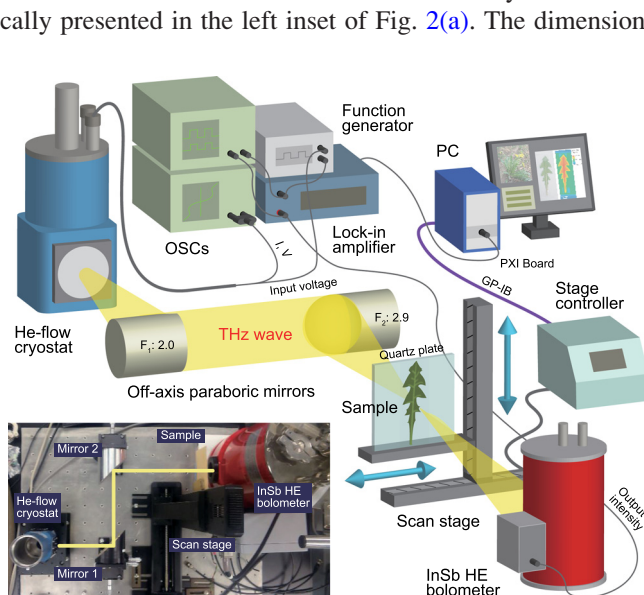 cally presented in the left inset of Fig. 2(a). The dimension
Function
generator
PC
OSCs
Lock-in
amplifier
I, V
PXI Board
GP-IB
Stage
controller
Input voltage
He-flow
cryostat
F1: 2.0
THz wave
F2: 2.9
Off-axis paraboric mirrors
Quartz plate
Sample
Scan stage
Output
intensity
InSb HE
bolometer
Sample
Mirror 2
He-flow
cryostat
InSb HE
bolometer
Scan stage
Mirror 1